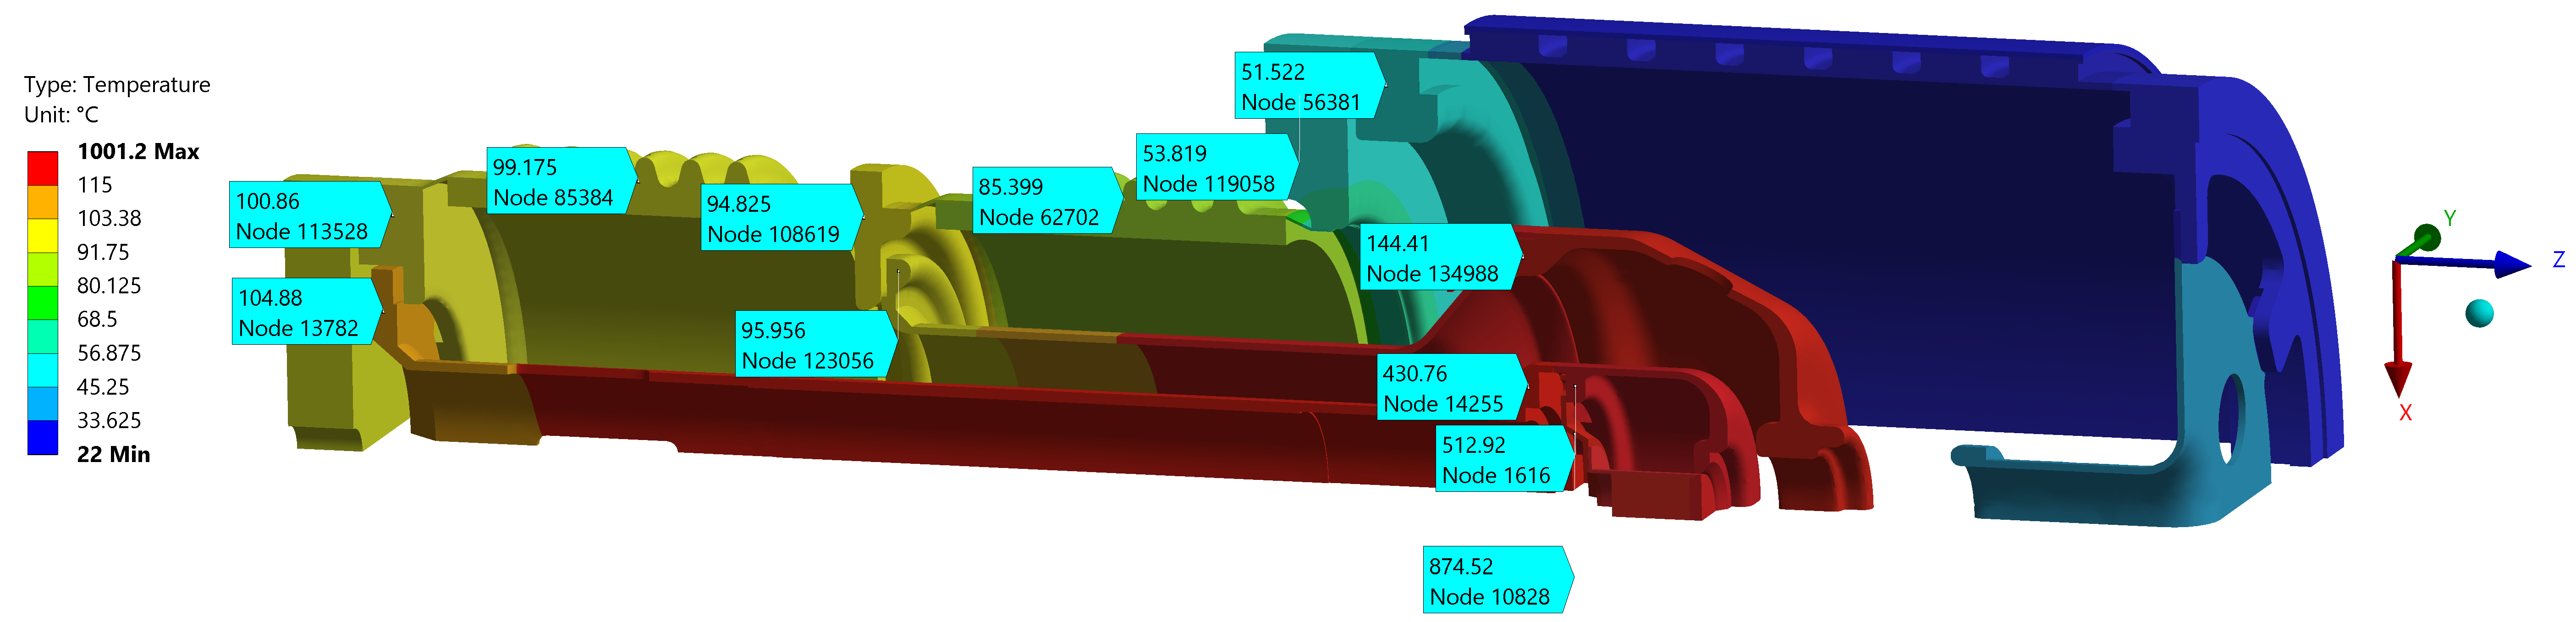 Type: Temperature
Unit: °C
1001.2 Max
115
103.38
91.75
80.125
68.5
56.875
45.25
33.625
22 Min
100.86
Node 113528
104.88
Node 13782
99.175
Node 85384
94.825
Node 108619
95.956
Node 123056
85.399
Node 62702
53.819
Node 119058
51.522
Node 56381
144.41
Node 134988
430.76
Node 14255
512.92
Node 1616
874.52
Node 10828
Y
Z
X